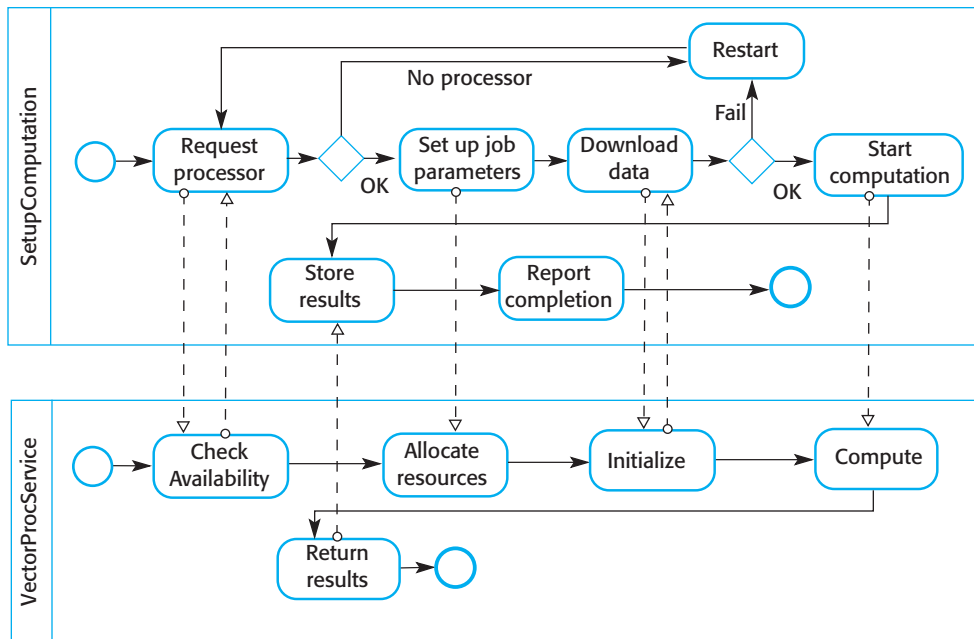 SetupComputation
Restart
No processor
Fail
Request
processor
OK
Set up job
parameters
Download
data
OK
Start
computation
Store
results
Report
completion
VectorProcService
Check
Availability
Allocate
resources
Initialize
Compute
Return
results